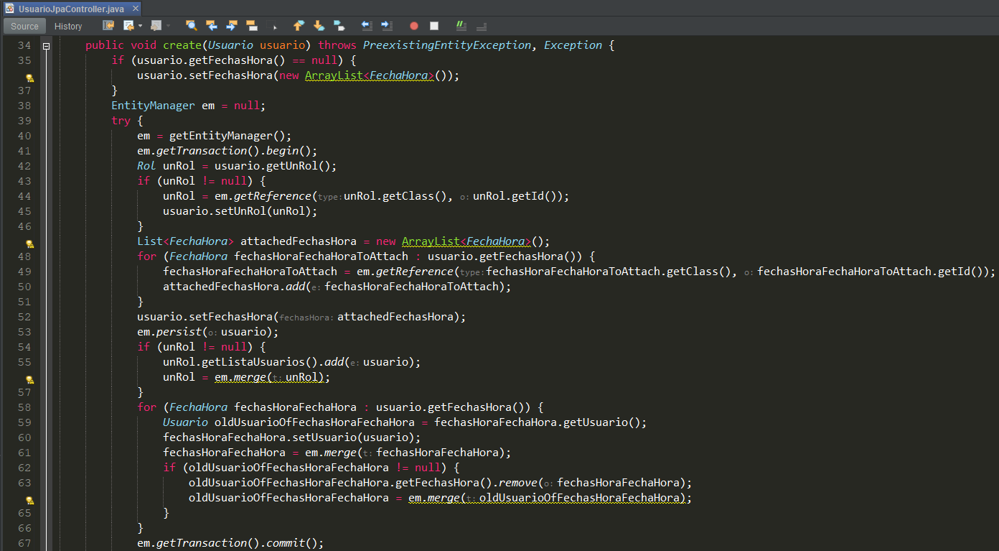 UsuarioJpaController.java ×
Source History
34 public void create(Usuario usuario) throws PreexistingEntityException, Exception {
35 if (usuario.getFechasHora() == null) {
usuario.setFechasHora(new ArrayList<FechaHora>());
37 }
38 EntityManager em = null;
39 try {
40 em = getEntityManager();
41 em.getTransaction().begin();
42 Rol unRol = usuario.getUnRol();
43 if (unRol != null) {
44 unRol = em.getReference(type:unRol.getClass(), o:unRol.getId());
45 usuario.setUnRol(unRol);
46 }
List<FechaHora> attachedFechasHora = new ArrayList<FechaHora>();
48 for (FechaHora fechasHoraFechaHoraToAttach : usuario.getFechasHora()) {
49 fechasHoraFechaHoraToAttach = em.getReference(type:fechasHoraFechaHoraToAttach.getClass(), o:fechasHoraFechaHoraToAttach.getId());
50 attachedFechasHora.add(e:fechasHoraFechaHoraToAttach);
51 }
52 usuario.setFechasHora(fechasHora:attachedFechasHora);
53 em.persist(o:usuario);
54 if (unRol != null) {
55 unRol.getListaUsuarios().add(e:usuario);
unRol = em.merge(t:unRol);
57 }
58 for (FechaHora fechasHoraFechaHora : usuario.getFechasHora()) {
59 Usuario oldUsuarioOfFechasHoraFechaHora = fechasHoraFechaHora.getUsuario();
60 fechasHoraFechaHora.setUsuario(usuario);
61 fechasHoraFechaHora = em.merge(t:fechasHoraFechaHora);
62 if (oldUsuarioOfFechasHoraFechaHora != null) {
63 oldUsuarioOfFechasHoraFechaHora.getFechasHora().remove(o:fechasHoraFechaHora);
oldUsuarioOfFechasHoraFechaHora = em.merge(t:oldUsuarioOfFechasHoraFechaHora);
65 }
66 }
67 em.getTransaction().commit();